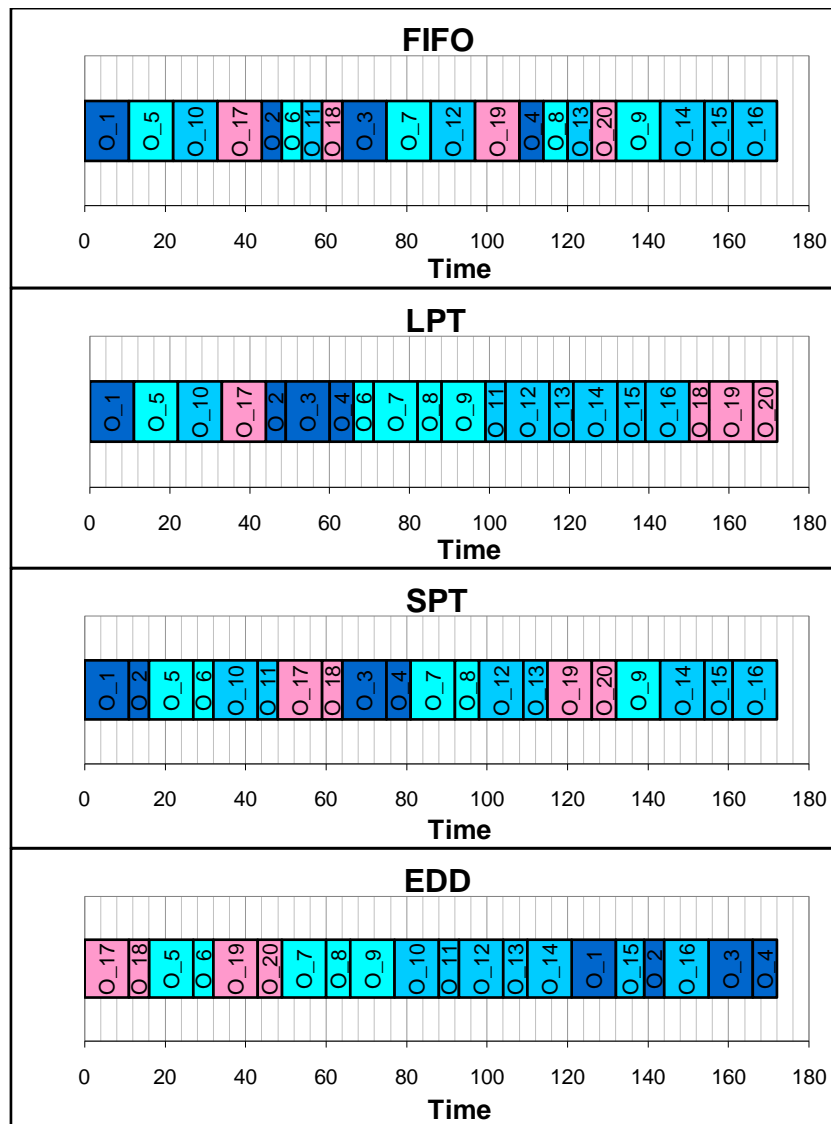 FIFO
O_1 O_5 O_10 O_17 O_2 O_6 O_11 O_18 O_3 O_7 O_12 O_19 O_4 O_8 O_13 O_20 O_9 O_14 O_15 O_16
0 20 40 60 80 100 120 140 160 180
Time
LPT
O_1 O_5 O_10 O_17 O_2 O_3 O_4 O_6 O_7 O_8 O_9 O_11 O_12 O_13 O_14 O_15 O_16 O_18 O_19 O_20
0 20 40 60 80 100 120 140 160 180
Time
SPT
O_1 O_2 O_5 O_6 O_10 O_11 O_17 O_18 O_3 O_4 O_7 O_8 O_12 O_13 O_19 O_20 O_9 O_14 O_15 O_16
0 20 40 60 80 100 120 140 160 180
Time
EDD
O_17 O_18 O_5 O_6 O_19 O_20 O_7 O_8 O_9 O_10 O_11 O_12 O_13 O_14 O_1 O_15 O_2 O_16 O_3 O_4
0 20 40 60 80 100 120 140 160 180
Time